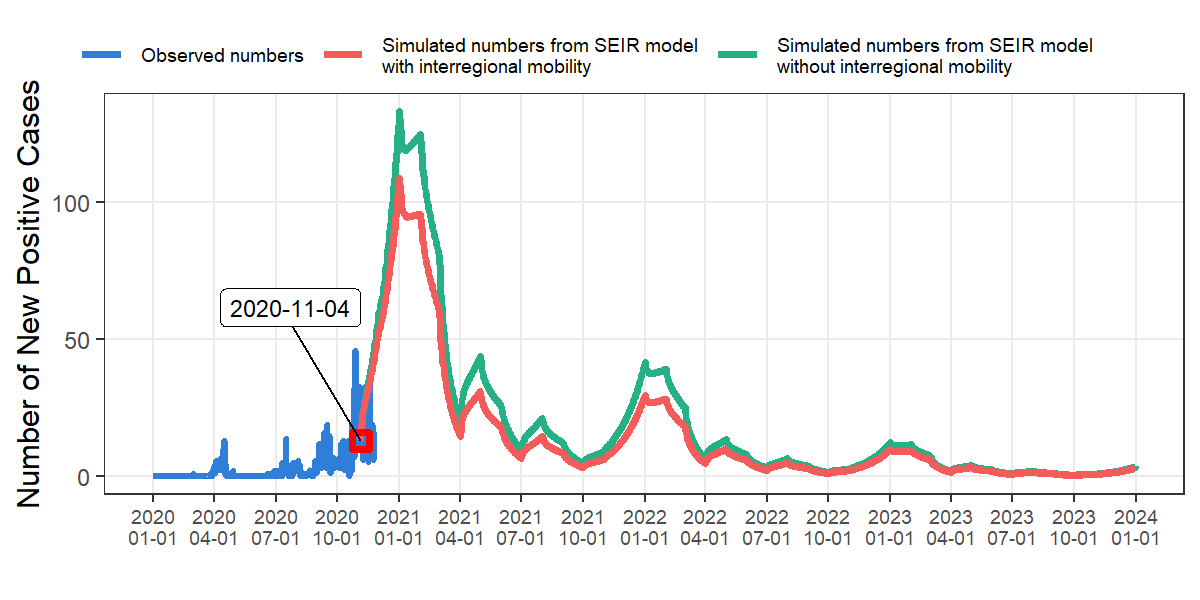 Observed numbers
Simulated numbers from SEIR model
with interregional mobility
Simulated numbers from SEIR model
without interregional mobility
Number of New Positive Cases
100
50
0
2020-11-04
2020 2020 2020 2020 2021 2021 2021 2021 2022 2022 2022 2022 2023 2023 2023 2023 2024
01-01 04-01 07-01 10-01 01-01 04-01 07-01 10-01 01-01 04-01 07-01 10-01 01-01 04-01 07-01 10-01 01-01